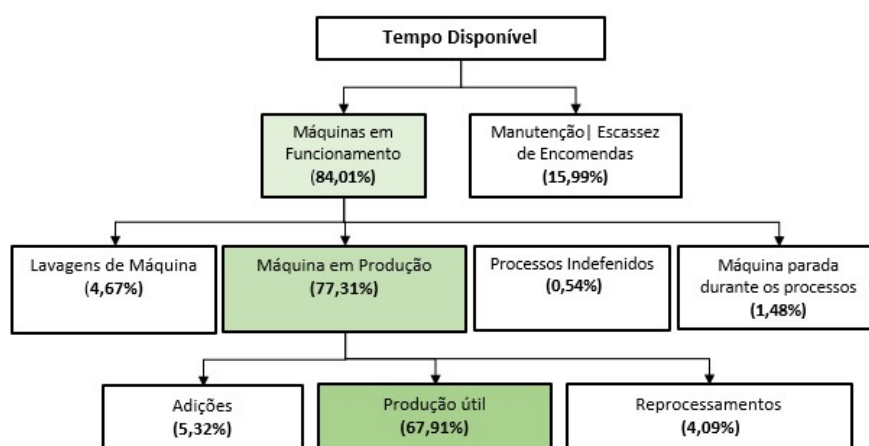 Tempo Disponível
Máquinas em
Funcionamento
(84,01%)
Manutenção| Escassez
de Encomendas
(15,99%)
Lavagens de Máquina
(4,67%)
Máquina em Produção
(77,31%)
Processos Indefenidos
(0,54%)
Máquina parada
durante os processos
(1,48%)
Adições
(5,32%)
Produção útil
(67,91%)
Reprocessamentos
(4,09%)